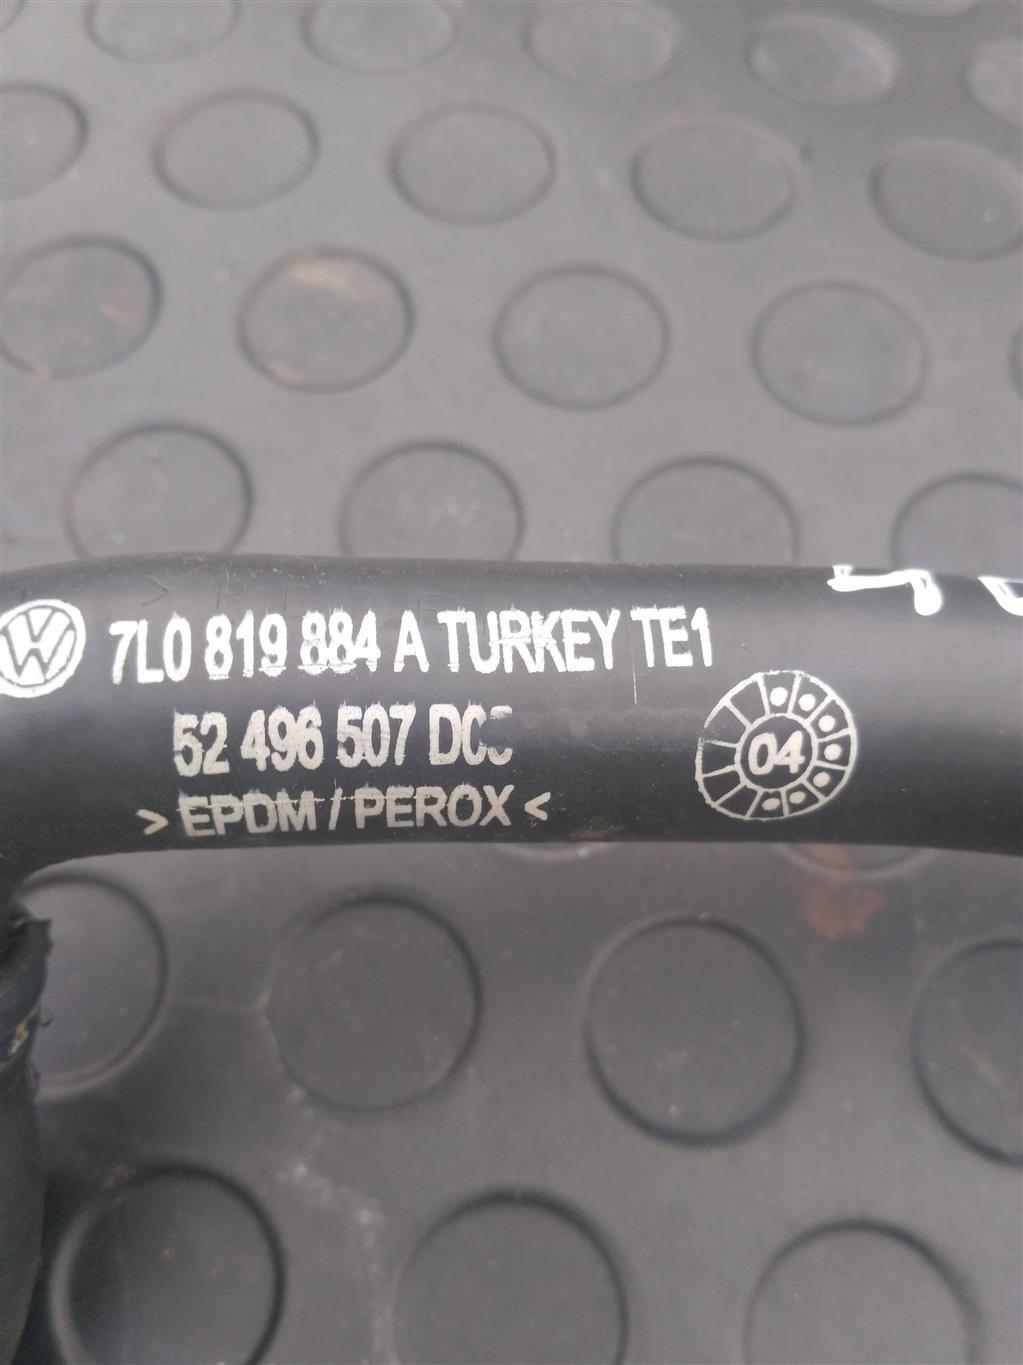 7L0 819 884 A TURKEY TE1
52 496 507
> EPDM / PEROX <
04